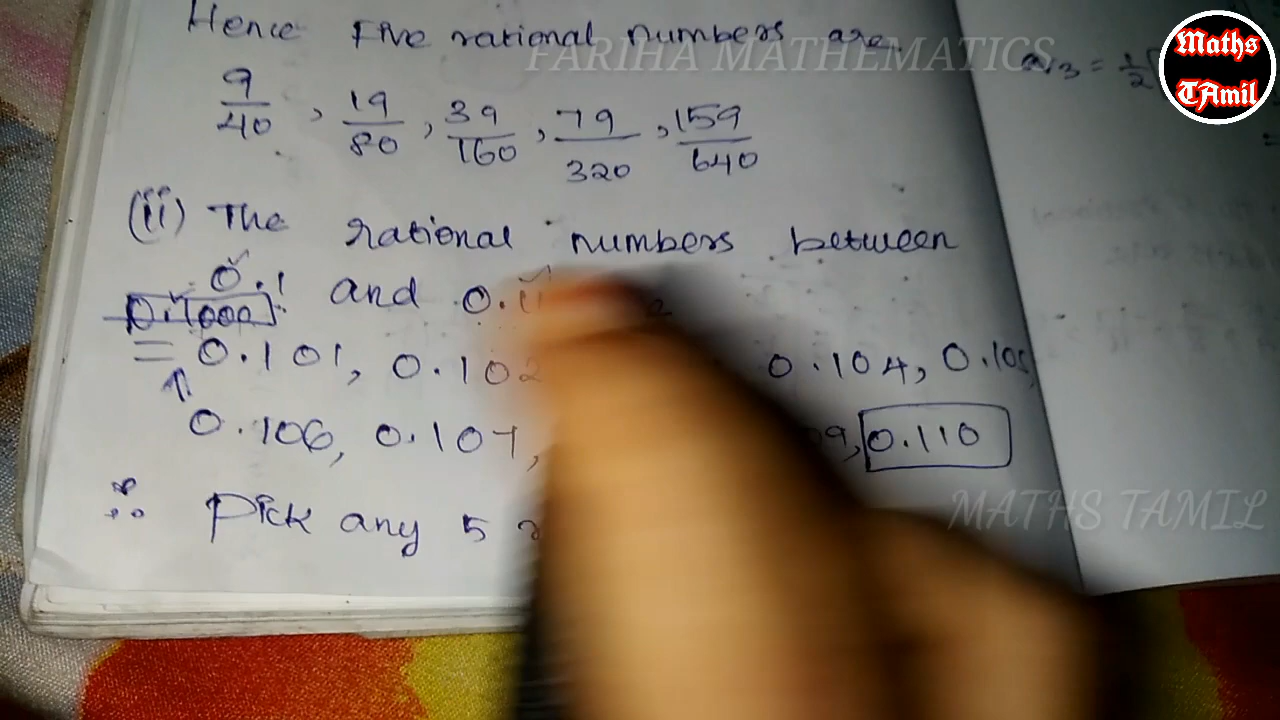 Hence Five rational numbers are.
FARIHA MATHEMATICS
Maths
TAmil
9/40, 19/80, 39/160, 79/320, 159/640
(ii) The rational numbers between
0.1 and 0.11
0.1000
= 0.101, 0.102 0.104, 0.105,
0.106, 0.107, 0.110
∴ Pick any 5
MATHS TAMIL